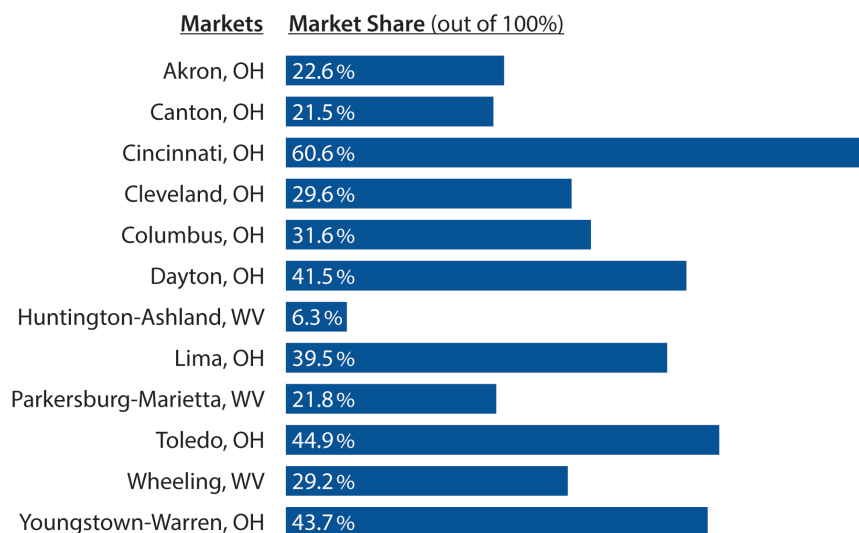 Markets Market Share (out of 100%)
Akron, OH 22.6%
Canton, OH 21.5%
Cincinnati, OH 60.6%
Cleveland, OH 29.6%
Columbus, OH 31.6%
Dayton, OH 41.5%
Huntington-Ashland, WV 6.3%
Lima, OH 39.5%
Parkersburg-Marietta, WV 21.8%
Toledo, OH 44.9%
Wheeling, WV 29.2%
Youngstown-Warren, OH 43.7%